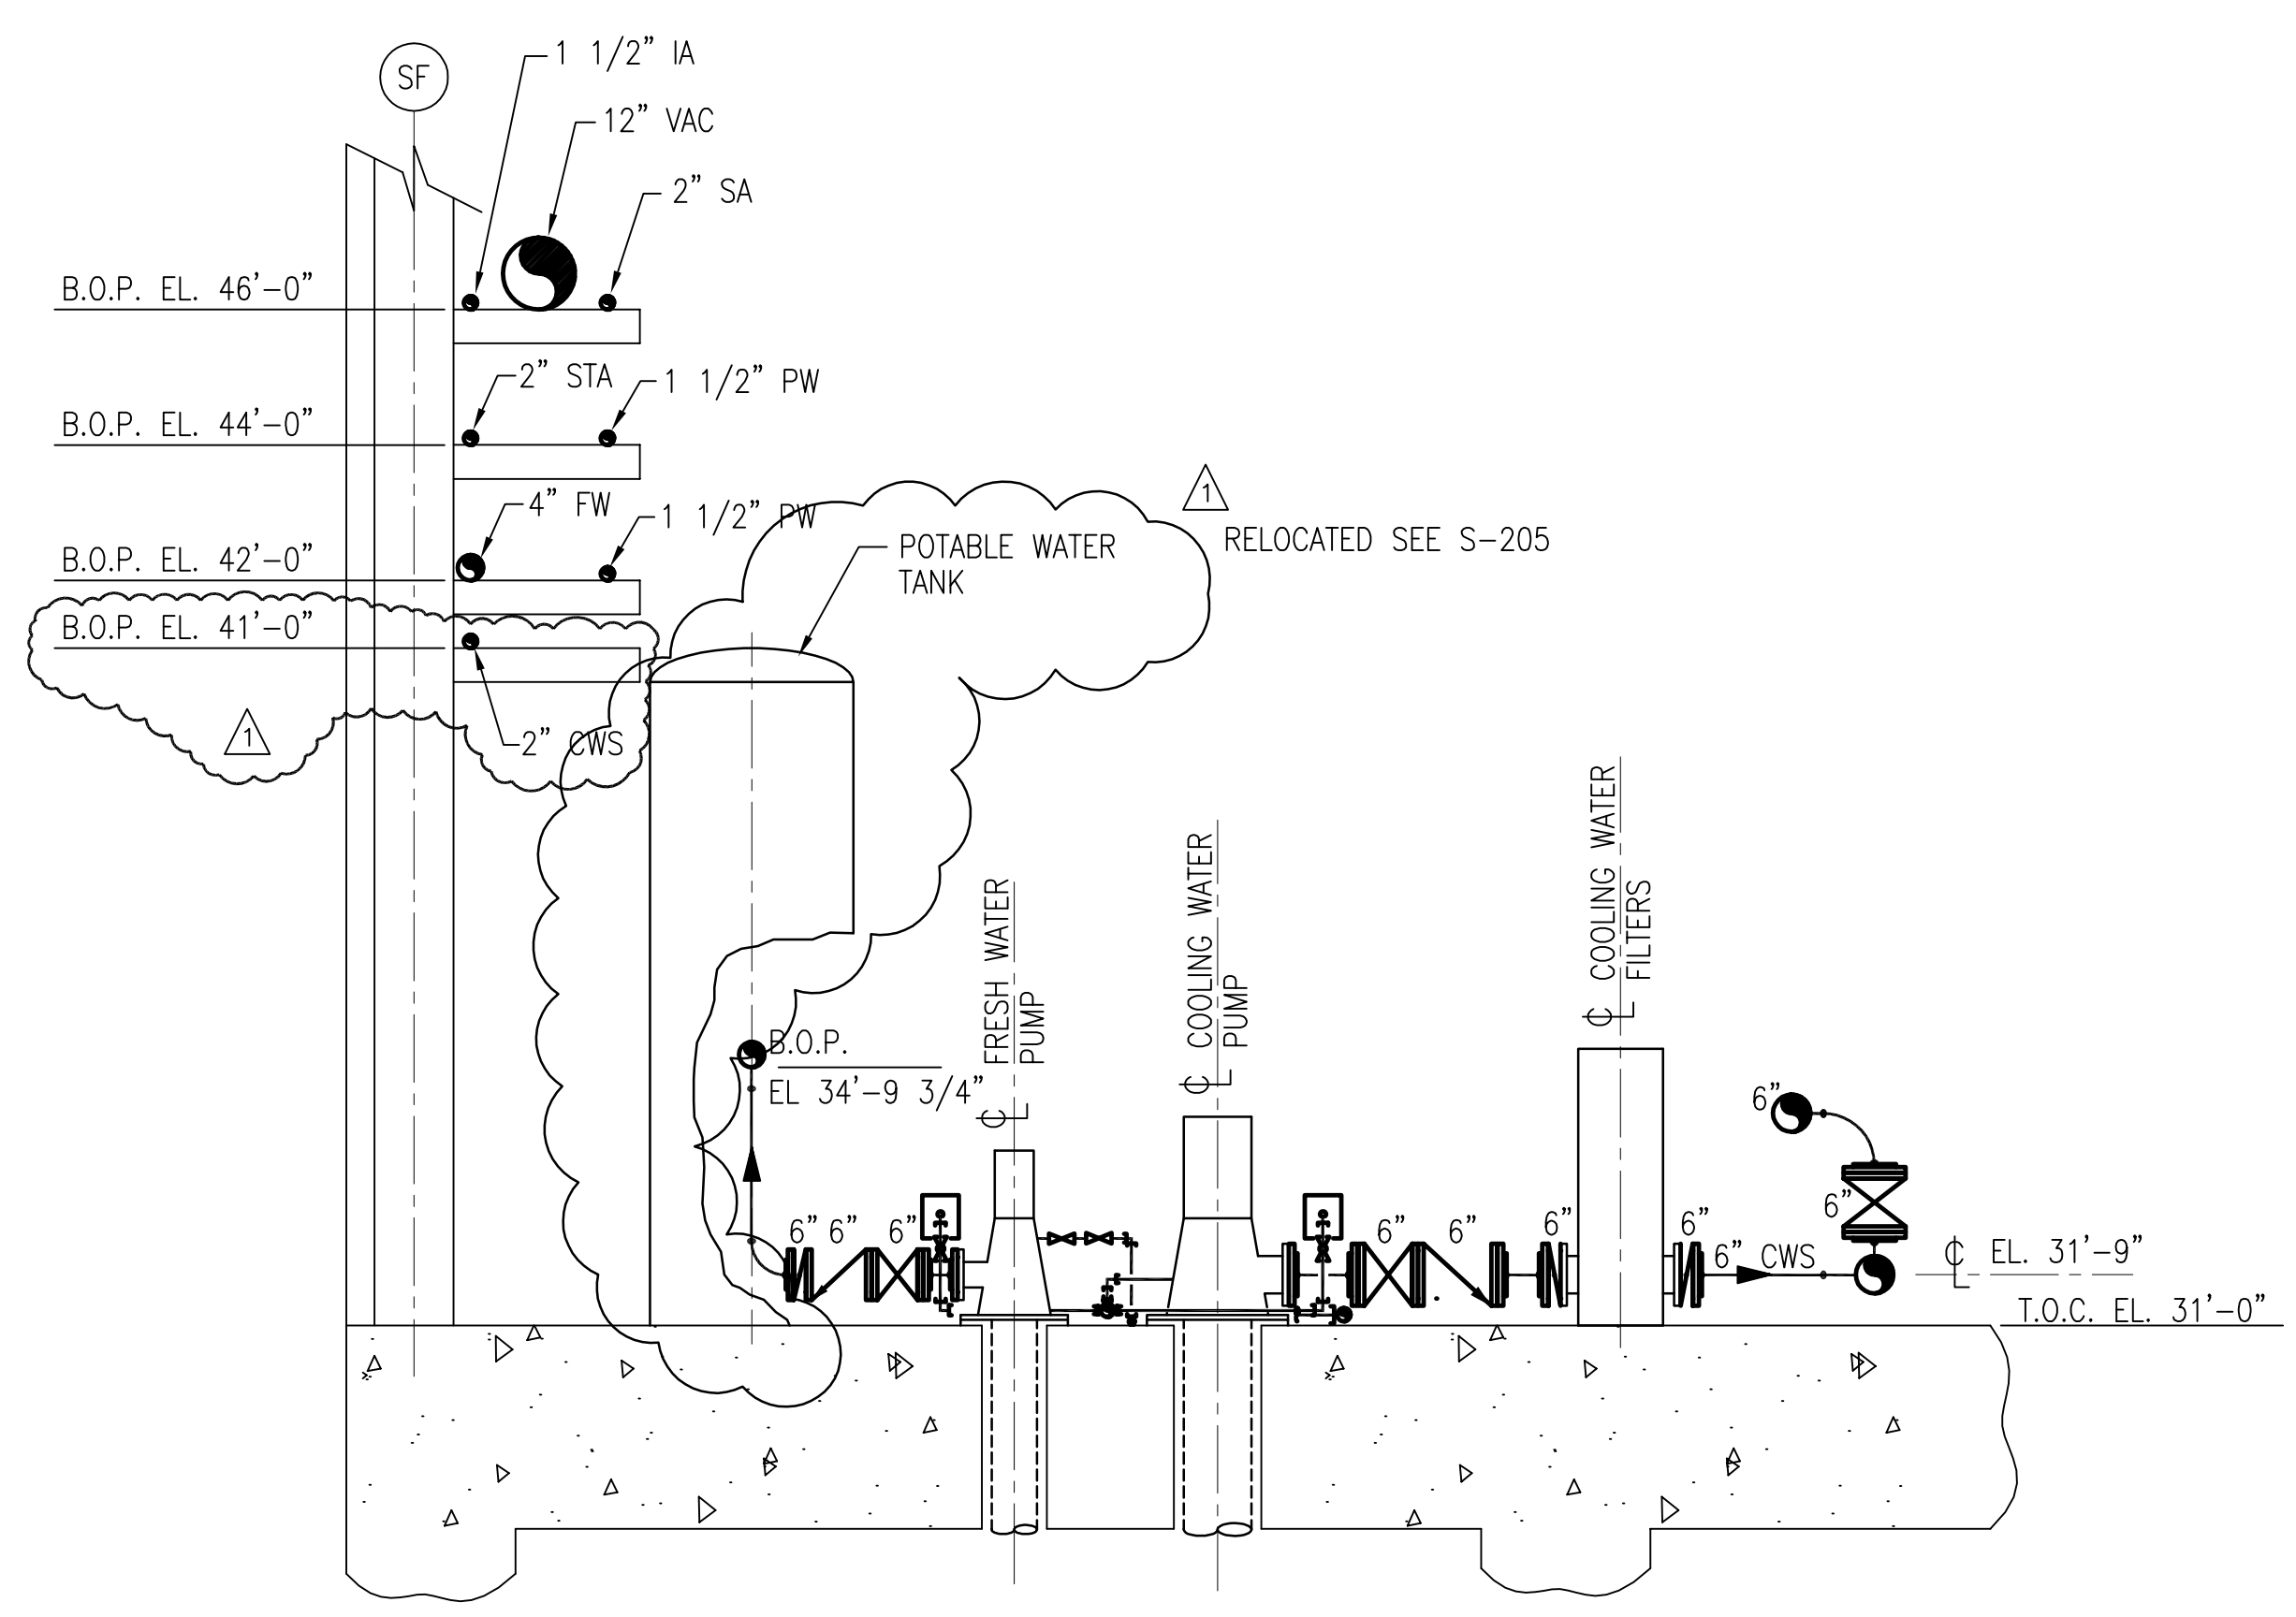 SF
1 1/2" IA
12" VAC
2" SA
B.O.P. EL. 46'-0"
2" STA
1 1/2" PW
B.O.P. EL. 44'-0"
4" FW
1 1/2" PW
B.O.P. EL. 42'-0"
POTABLE WATER
TANK
1
RELOCATED SEE S-205
B.O.P. EL. 41'-0"
1
2" CWS
℄ FRESH WATER
PUMP
℄ COOLING WATER
PUMP
℄ COOLING WATER
FILTERS
B.O.P.
EL 34'-9 3/4"
6"
6"
6"
6"
6"
6"
6"
6"
6"
6" CWS
℄ EL. 31'-9"
T.O.C. EL. 31'-0"